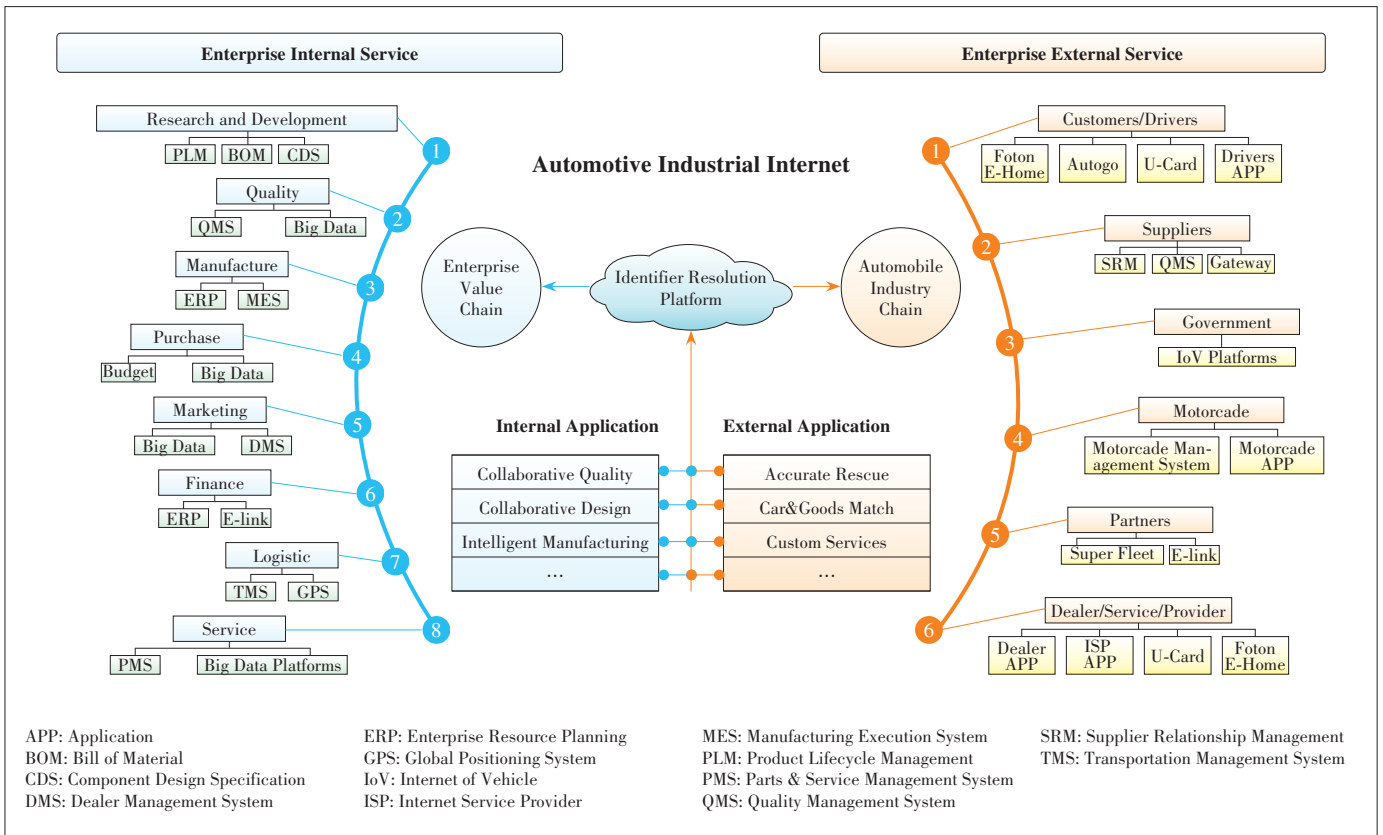 Enterprise Internal Service
Enterprise External Service
Automotive Industrial Internet
Research and Development
PLM
BOM
CDS
1
Quality
QMS
Big Data
2
Manufacture
ERP
MES
3
Purchase
Budget
Big Data
4
Marketing
Big Data
DMS
5
Finance
ERP
E-link
6
Logistic
TMS
GPS
7
Service
PMS
Big Data Platforms
8
Enterprise
Value
Chain
Identifier Resolution
Platform
Automobile
Industry
Chain
Internal Application
External Application
Collaborative Quality
Accurate Rescue
Collaborative Design
Car&Goods Match
Intelligent Manufacturing
Custom Services
…
…
1
Customers/Drivers
Foton
E-Home
Autogo
U-Card
Drivers
APP
2
Suppliers
SRM
QMS
Gateway
3
Government
IoV Platforms
4
Motorcade
Motorcade Man-
agement System
Motorcade
APP
5
Partners
Super Fleet
E-link
6
Dealer/Service/Provider
Dealer
APP
ISP
APP
U-Card
Foton
E-Home
APP: Application
BOM: Bill of Material
CDS: Component Design Specification
DMS: Dealer Management System
ERP: Enterprise Resource Planning
GPS: Global Positioning System
IoV: Internet of Vehicle
ISP: Internet Service Provider
MES: Manufacturing Execution System
PLM: Product Lifecycle Management
PMS: Parts & Service Management System
QMS: Quality Management System
SRM: Supplier Relationship Management
TMS: Transportation Management System